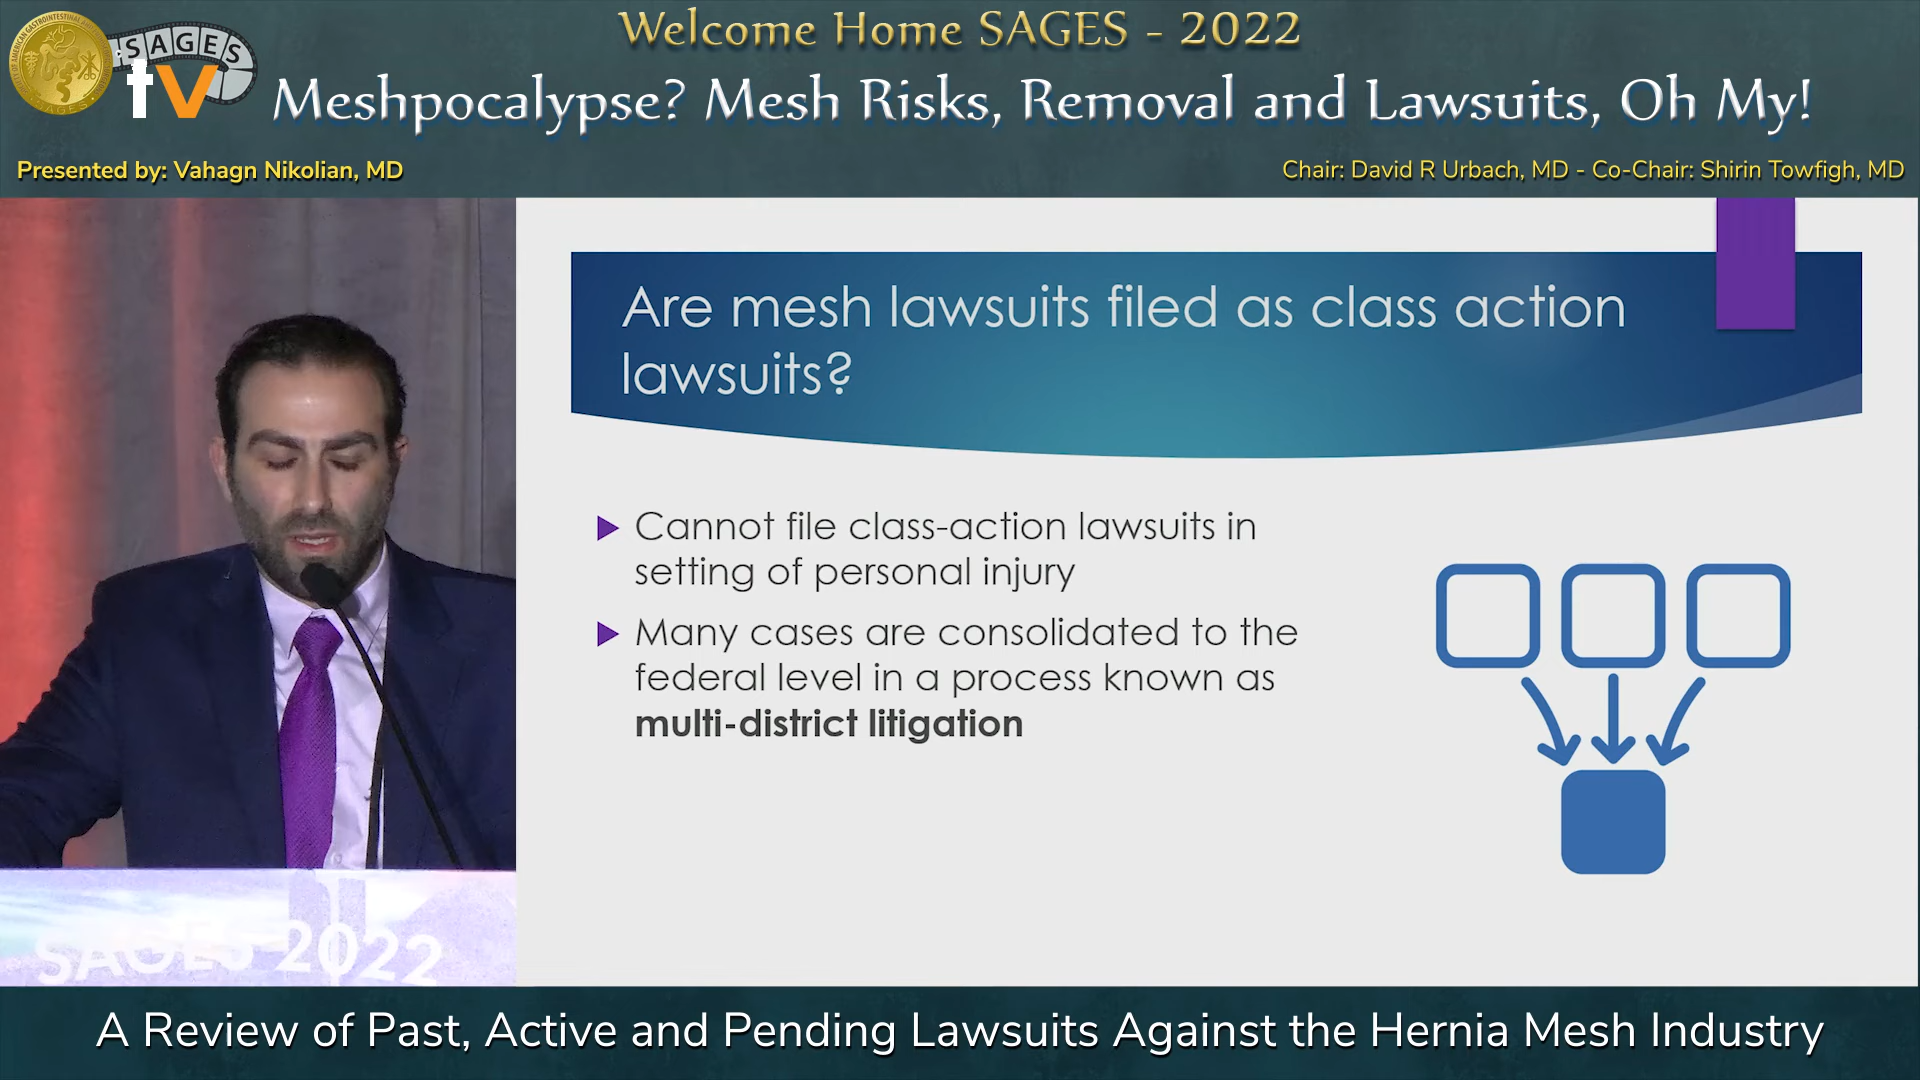 Welcome Home SAGES - 2022
SAGES
tv
Meshpocalypse? Mesh Risks, Removal and Lawsuits, Oh My!
Presented by: Vahagn Nikolian, MD
Chair: David R Urbach, MD - Co-Chair: Shirin Towfigh, MD
Are mesh lawsuits filed as class action
lawsuits?
Cannot file class-action lawsuits in
setting of personal injury
Many cases are consolidated to the
federal level in a process known as
multi-district litigation
SAGES 2022
A Review of Past, Active and Pending Lawsuits Against the Hernia Mesh Industry